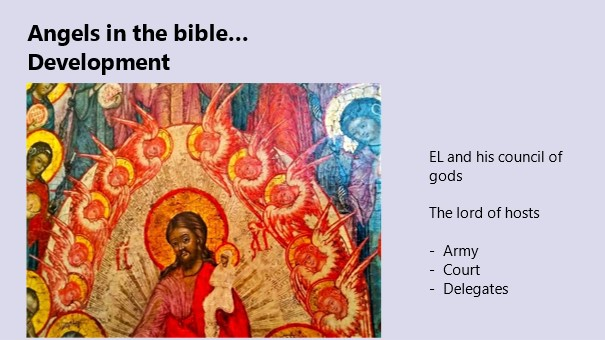 Angels in the bible…
Development
EL and his council of
gods
The lord of hosts
- Army
- Court
- Delegates